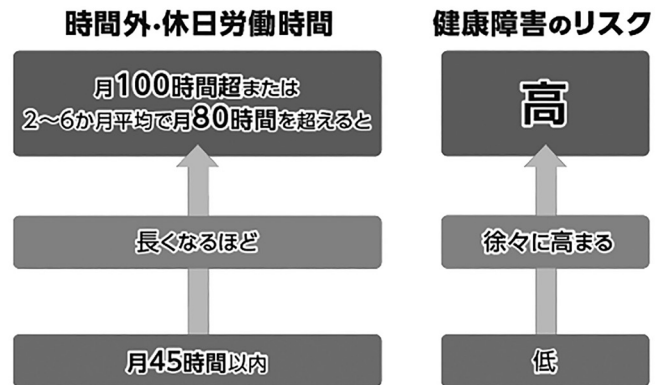 時間外・休日労働時間
健康障害のリスク
月100時間超または
2〜6か月平均で月80時間を超えると
高
長くなるほど
徐々に高まる
月45時間以内
低